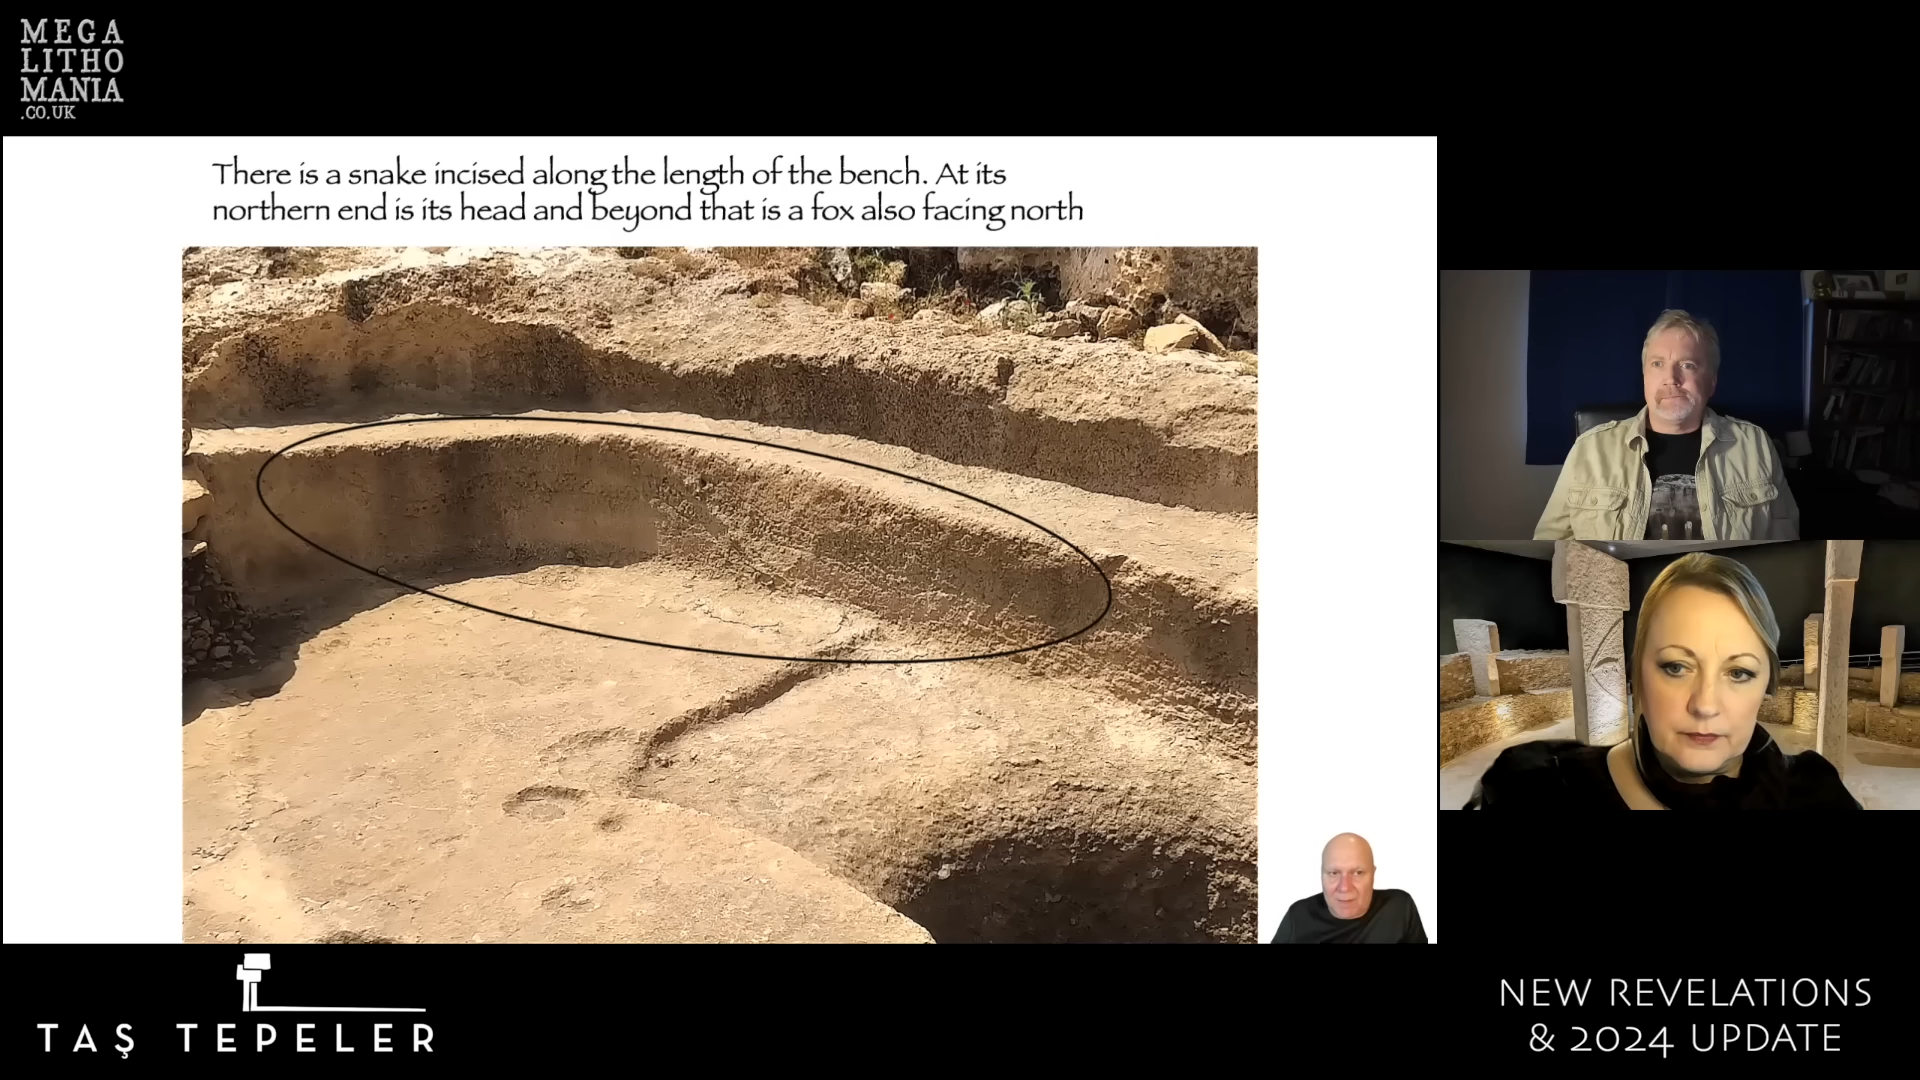 MEGA
LITHO
MANIA
.CO.UK
There is a snake incised along the length of the bench. At its
northern end is its head and beyond that is a fox also facing north
TAŞ TEPELER
NEW REVELATIONS
& 2024 UPDATE